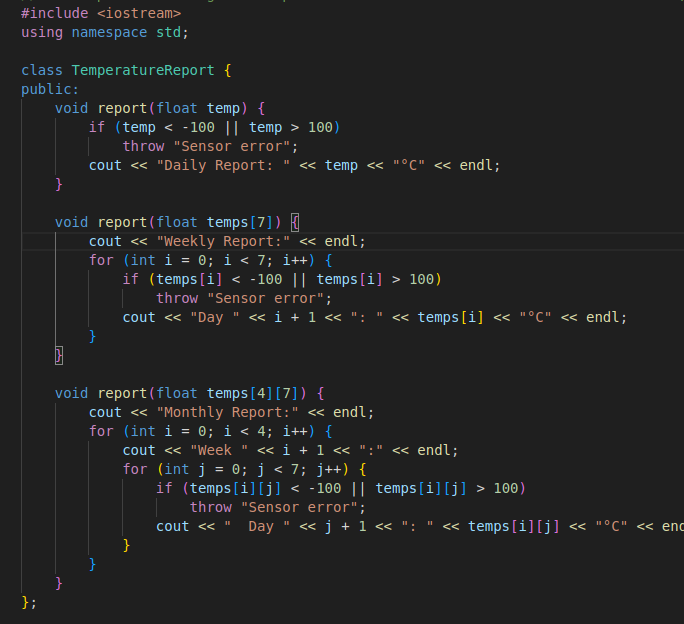 #include <iostream>
using namespace std;

class TemperatureReport {
public:
    void report(float temp) {
        if (temp < -100 || temp > 100)
            throw "Sensor error";
        cout << "Daily Report: " << temp << "°C" << endl;
    }

    void report(float temps[7]) {
        cout << "Weekly Report:" << endl;
        for (int i = 0; i < 7; i++) {
            if (temps[i] < -100 || temps[i] > 100)
                throw "Sensor error";
            cout << "Day " << i + 1 << ": " << temps[i] << "°C" << endl;
        }
    }

    void report(float temps[4][7]) {
        cout << "Monthly Report:" << endl;
        for (int i = 0; i < 4; i++) {
            cout << "Week " << i + 1 << ":" << endl;
            for (int j = 0; j < 7; j++) {
                if (temps[i][j] < -100 || temps[i][j] > 100)
                    throw "Sensor error";
                cout << "  Day " << j + 1 << ": " << temps[i][j] << "°C" <<
            }
        }
    }
};